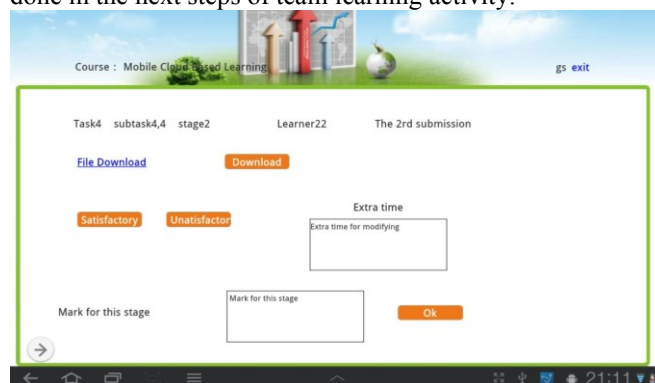 done in the next steps of team learning activity.
Course : Mobile Cloud Based Learning
gs exit
Task4 subtask4,4 stage2 Learner22 The 2rd submission
File Download Download
Extra time
Satisfactory Unatisfactor
Extra time for modifying
Mark for this stage
Mark for this stage Ok
21:11